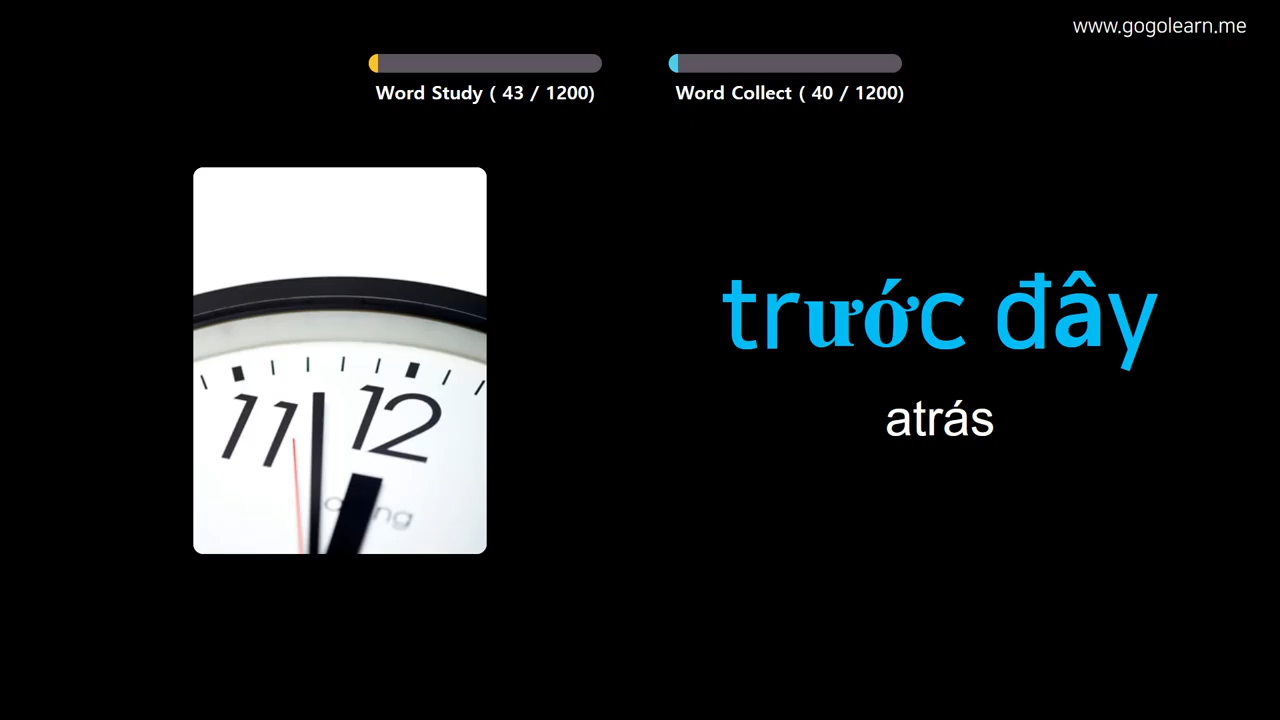 www.gogolearn.me
Word Study ( 43 / 1200)
Word Collect ( 40 / 1200)
11 12
trước đây
atrás